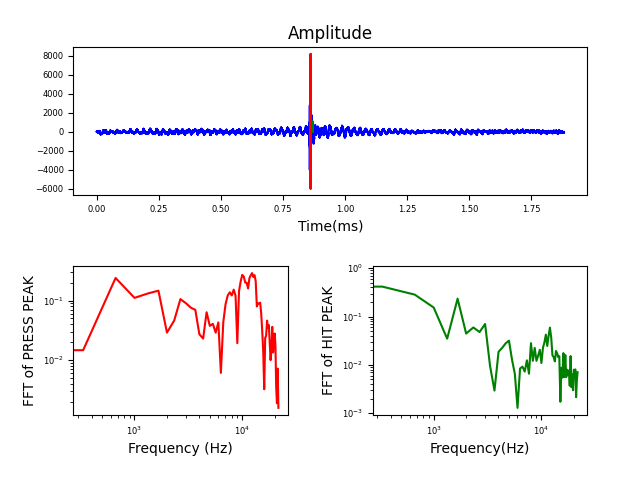 Amplitude
8000
6000
4000
2000
0
−2000
−4000
−6000
0.00 0.25 0.50 0.75 1.00 1.25 1.50 1.75
Time(ms)
FFT of PRESS PEAK
10⁻¹
10⁻²
10³ 10⁴
Frequency (Hz)
FFT of HIT PEAK
10⁰
10⁻¹
10⁻²
10⁻³
10³ 10⁴
Frequency(Hz)